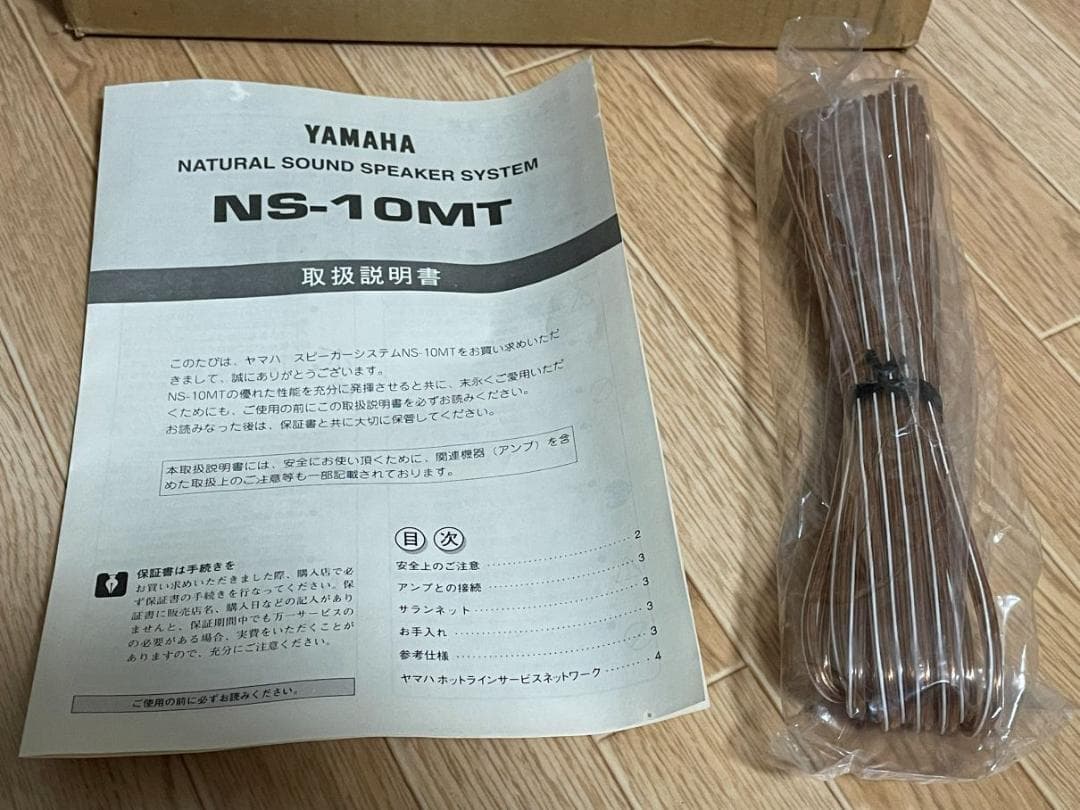 YAMAHA
NATURAL SOUND SPEAKER SYSTEM
NS-10MT
取扱説明書
このたびは、ヤマハ スピーカーシステムNS-10MTをお買い求めいただ
きまして、誠にありがとうございます。
NS-10MTの優れた性能を充分に発揮させると共に、末永くご愛用いただ
くためにも、ご使用の前にこの取扱説明書を必ずお読みください。
お読みなった後は、保証書と共に大切に保管してください。
本取扱説明書には、安全にお使い頂くために、関連機器（アンプ）を含
めた取扱上のご注意等も一部記載されております。
保証書は手続きを
お買い求めいただきました際、購入店で必
ず保証書の手続きを行なってください。保
証書に販売店名、購入日などの記入があり
ませんと、保証期間中でも万一サービスの
の必要がある場合、実費をいただくことが
ありますので、充分にご注意ください。
ご使用の前に必ずお読みください。
目次
安全上のご注意 2
アンプとの接続 3
サランネット 3
お手入れ 3
参考仕様 3
ヤマハホットラインサービスネットワーク 4